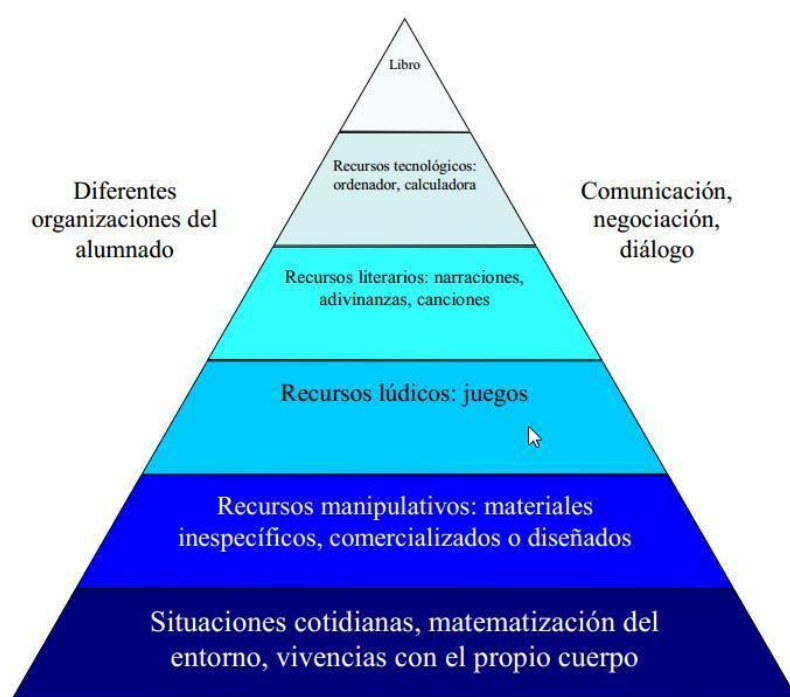 Libro
Recursos tecnológicos:
ordenador, calculadora
Diferentes
organizaciones del
alumnado
Comunicación,
negociación,
diálogo
Recursos literarios: narraciones,
adivinanzas, canciones
Recursos lúdicos: juegos
Recursos manipulativos: materiales
inespecíficos, comercializados o diseñados
Situaciones cotidianas, matematización del
entorno, vivencias con el propio cuerpo